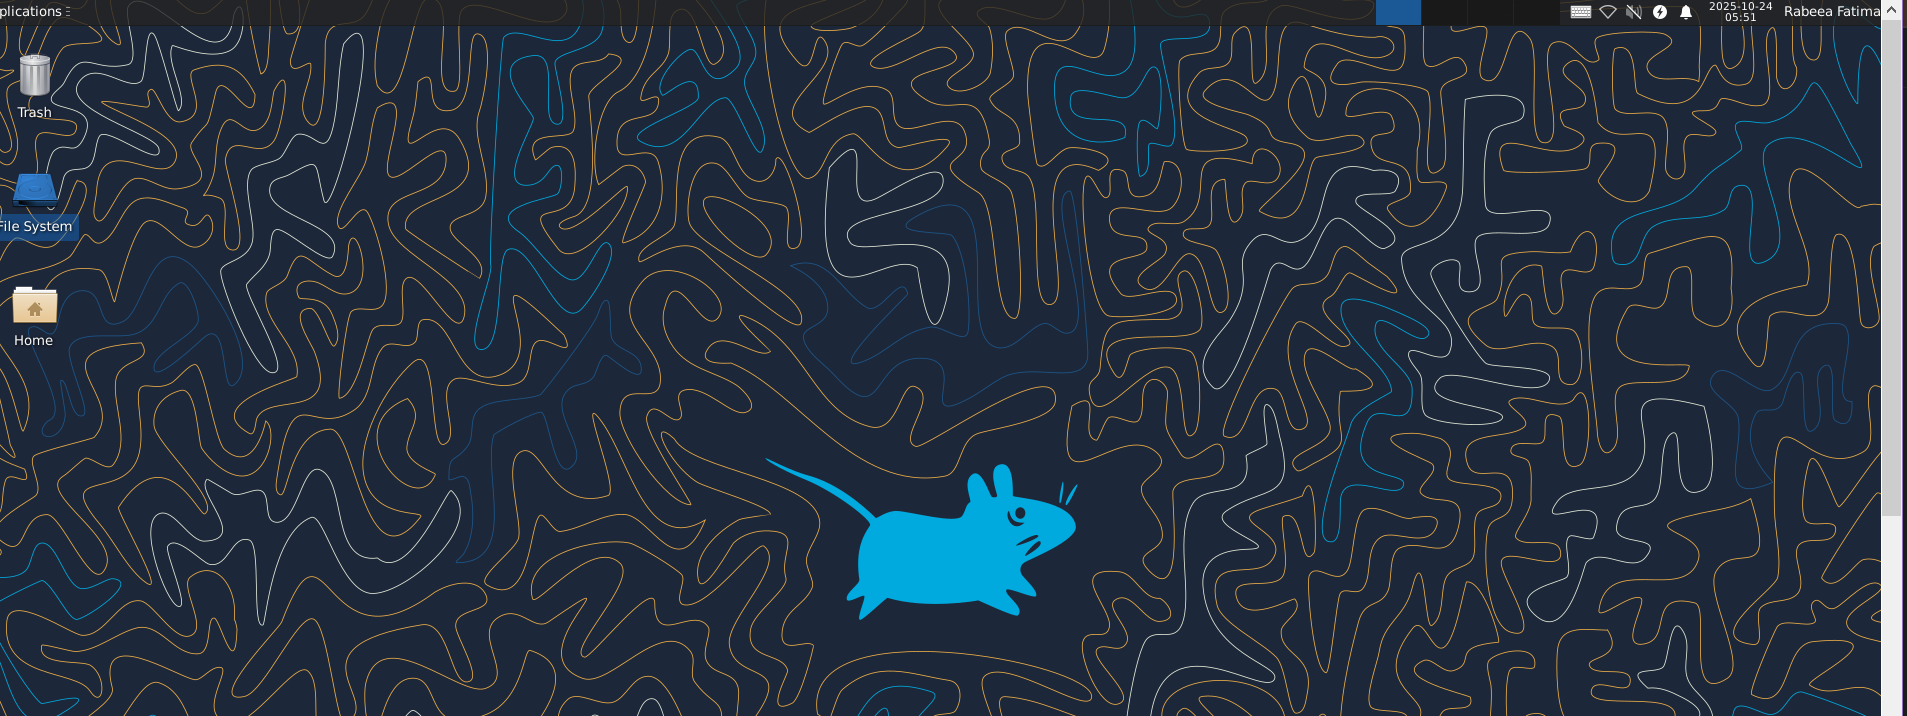 plications
2025-10-24
05:51
Rabeea Fatima
Trash
File System
Home